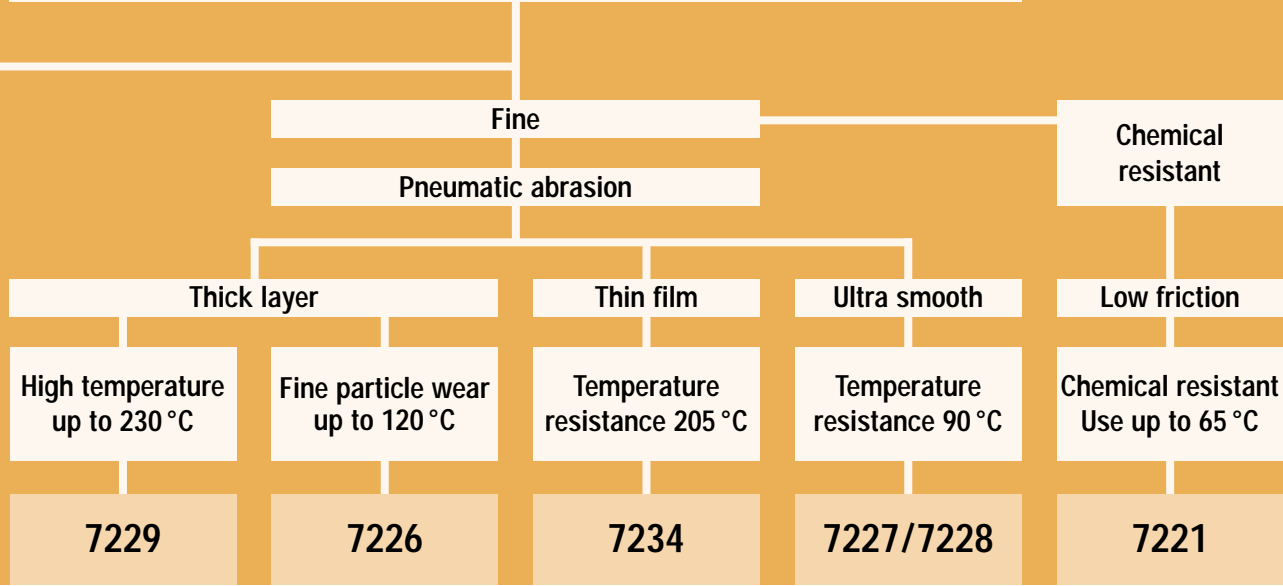 Fine
Chemical
resistant
Pneumatic abrasion
Thick layer
Thin film
Ultra smooth
Low friction
High temperature
up to 230 °C
Fine particle wear
up to 120 °C
Temperature
resistance 205 °C
Temperature
resistance 90 °C
Chemical resistant
Use up to 65 °C
7229
7226
7234
7227/7228
7221